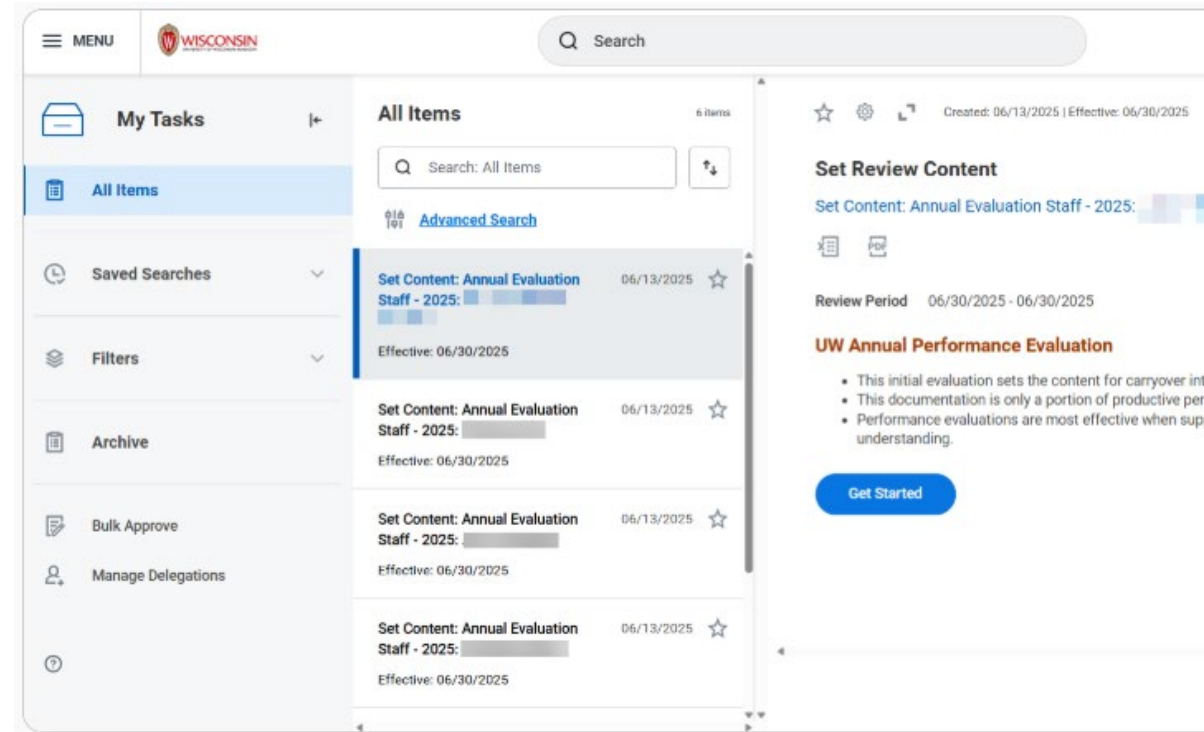 MENU
W WISCONSIN
Search
My Tasks
All Items
Saved Searches
Filters
Archive
Bulk Approve
Manage Delegations
All Items
6 items
Search: All Items
Advanced Search
Set Content: Annual Evaluation 06/13/2025
Staff - 2025:
Effective: 06/30/2025
Set Content: Annual Evaluation 06/13/2025
Staff - 2025:
Effective: 06/30/2025
Set Content: Annual Evaluation 06/13/2025
Staff - 2025:
Effective: 06/30/2025
Set Content: Annual Evaluation 06/13/2025
Staff - 2025:
Effective: 06/30/2025
Created: 06/13/2025 | Effective: 06/30/2025
Set Review Content
Set Content: Annual Evaluation Staff - 2025:
PDF
Review Period 06/30/2025 - 06/30/2025
UW Annual Performance Evaluation
• This initial evaluation sets the content for carryover int
• This documentation is only a portion of productive per
• Performance evaluations are most effective when sup
understanding.
Get Started